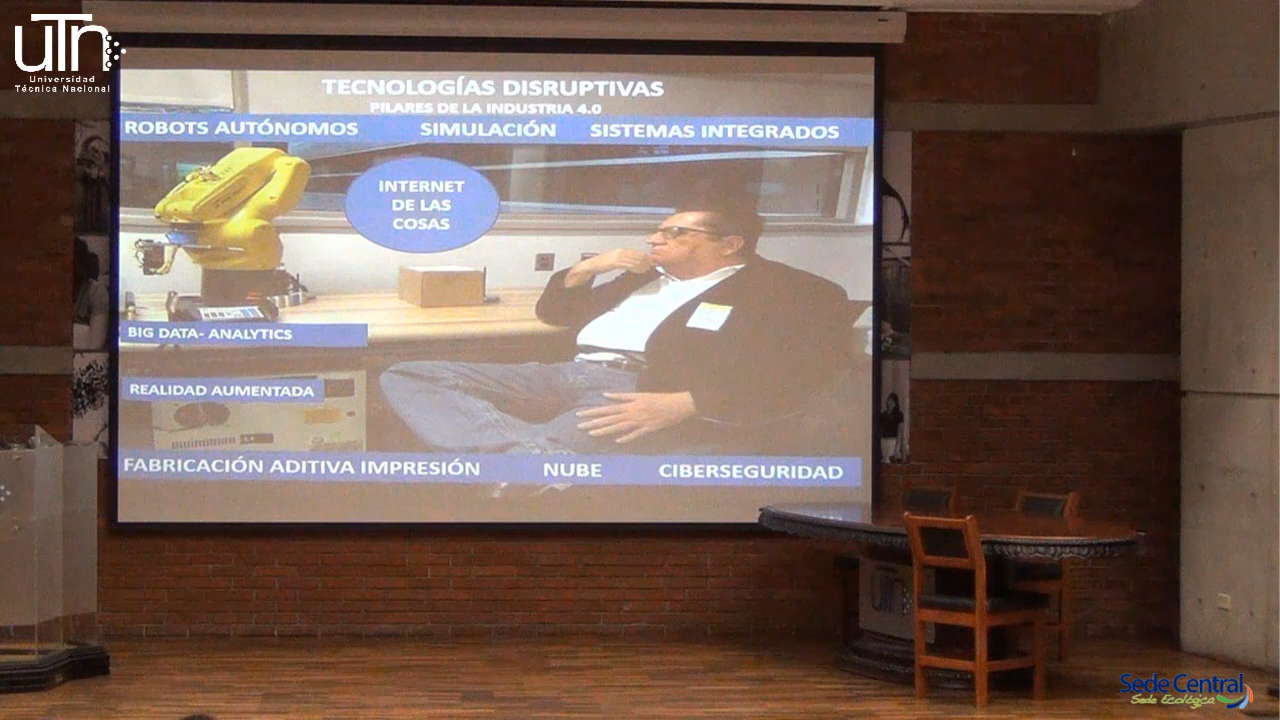 UTN
Universidad
Técnica Nacional
TECNOLOGÍAS DISRUPTIVAS
PILARES DE LA INDUSTRIA 4.0
ROBOTS AUTÓNOMOS SIMULACIÓN SISTEMAS INTEGRADOS
INTERNET
DE LAS
COSAS
BIG DATA- ANALYTICS
REALIDAD AUMENTADA
FABRICACIÓN ADITIVA IMPRESIÓN NUBE CIBERSEGURIDAD
Sede Central
Sede Ecológica